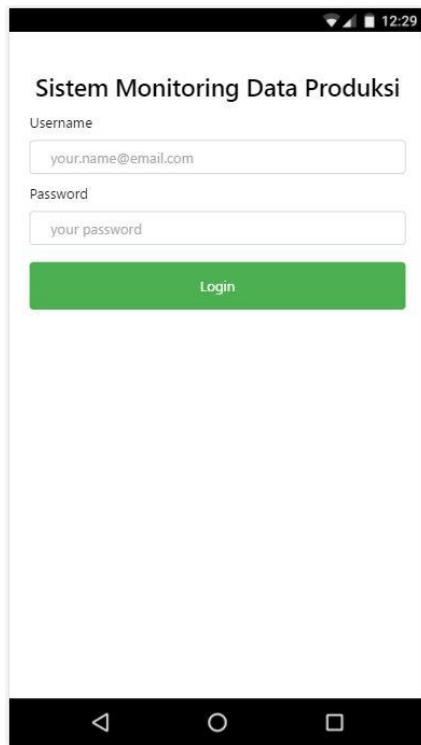 12:29
Sistem Monitoring Data Produksi
Username
your.name@email.com
Password
your password
Login